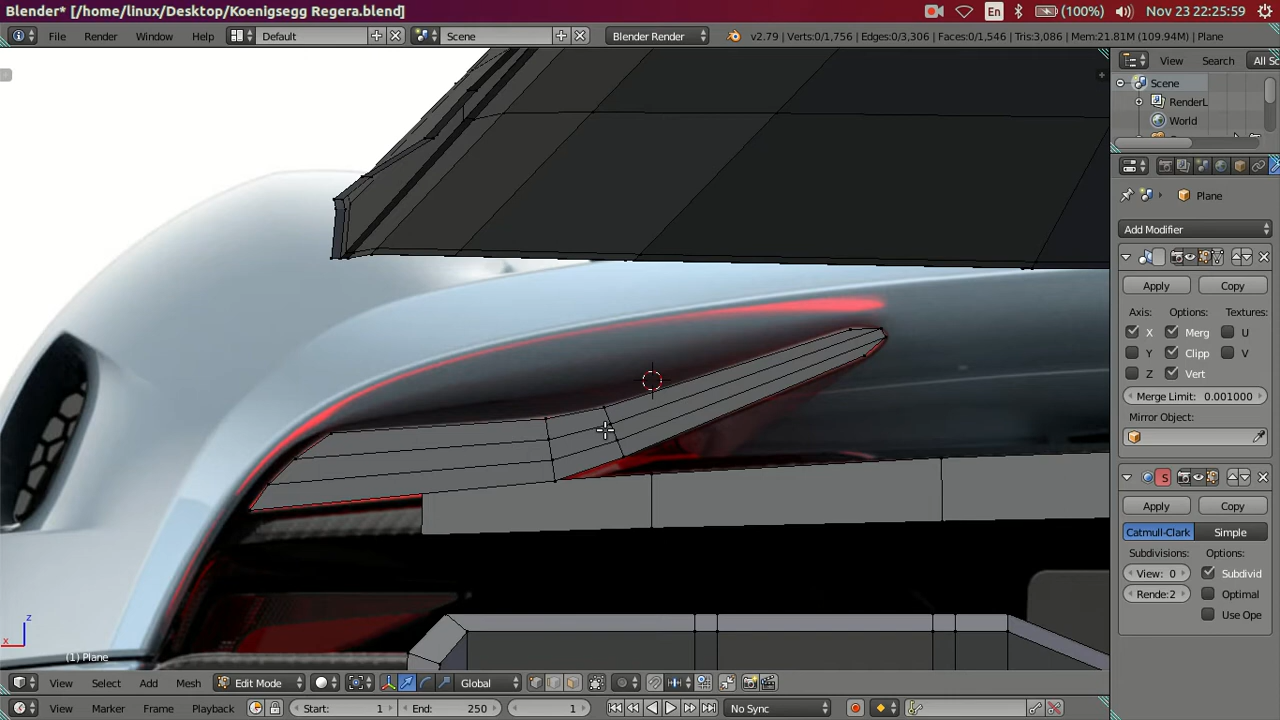 Blender* [/home/linux/Desktop/Koenigsegg Regera.blend]
En (100%) Nov 23 22:25:59
File Render Window Help Default Scene Blender Render v2.79 | Verts:0/1,756 | Edges:0/3,306 | Faces:0/1,546 | Tris:3,086 | Mem:21.81M (109.94M) | Plane
View Search All Sc
Scene
RenderL
World
Plane
Add Modifier
Apply Copy
Axis: Options: Textures:
X Merg U
Y Clipp V
Z Vert
Merge Limit: 0.001000
Mirror Object:
S
Apply Copy
Catmull-Clark Simple
Subdivisions: Options:
View: 0 Subdivid
Rende:2 Optimal
Use Ope
z
x
(1) Plane
View Select Add Mesh Edit Mode Global
View Marker Frame Playback Start: 1 End: 250 1 No Sync